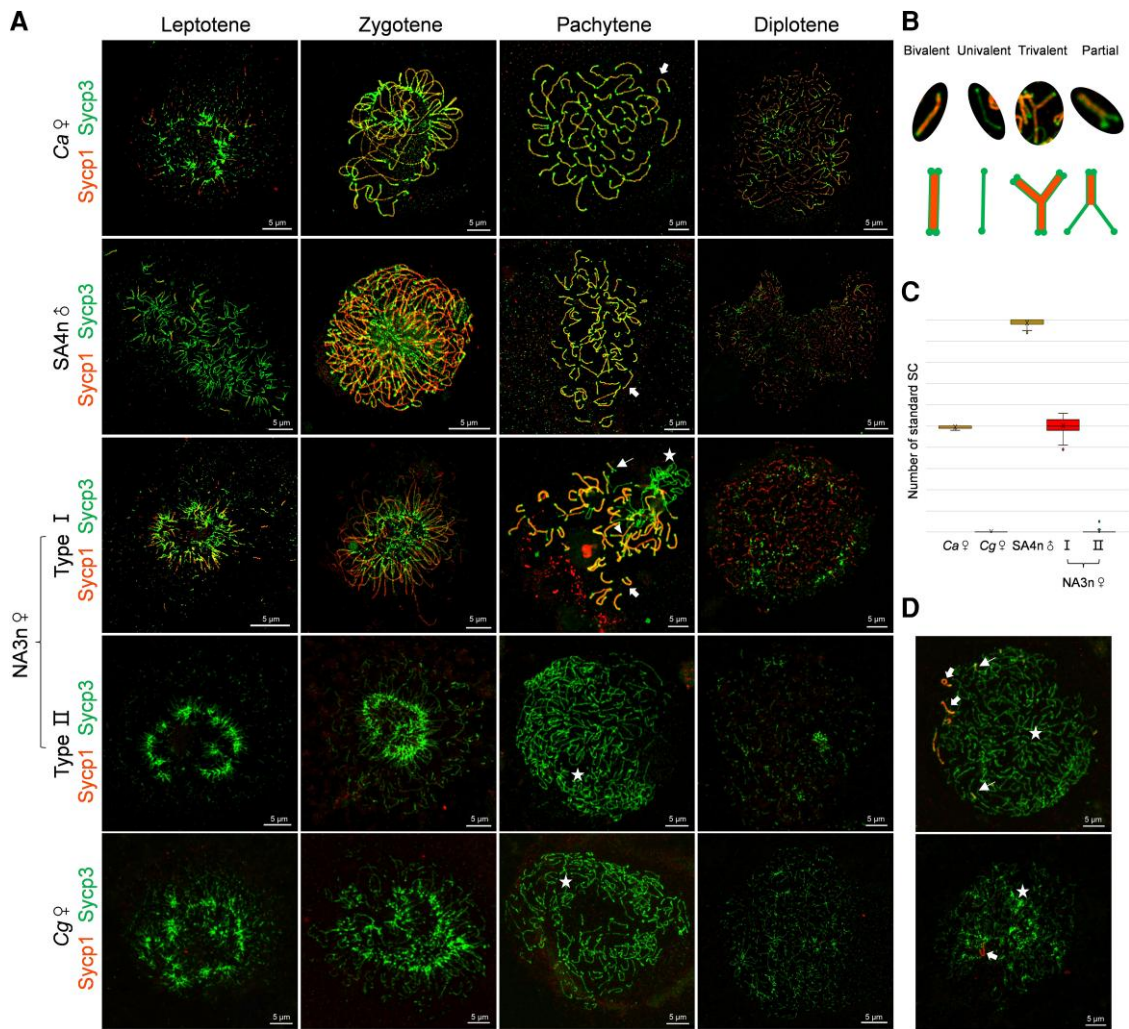 A
Leptotene Zygotene Pachytene Diplotene
Ca ♀
Sycp1 Sycp3
5 µm
5 µm
5 µm
5 µm
SA4n ♂
Sycp1 Sycp3
5 µm
5 µm
5 µm
5 µm
NA3n ♀
Type I
Sycp1 Sycp3
5 µm
5 µm
5 µm
5 µm
Type II
Sycp1 Sycp3
5 µm
5 µm
5 µm
5 µm
Cg ♀
Sycp1 Sycp3
5 µm
5 µm
5 µm
5 µm
B
Bivalent Univalent Trivalent Partial
C
Number of standard SC
Ca ♀ Cg ♀ SA4n ♂ I II
NA3n ♀
D
5 µm
5 µm